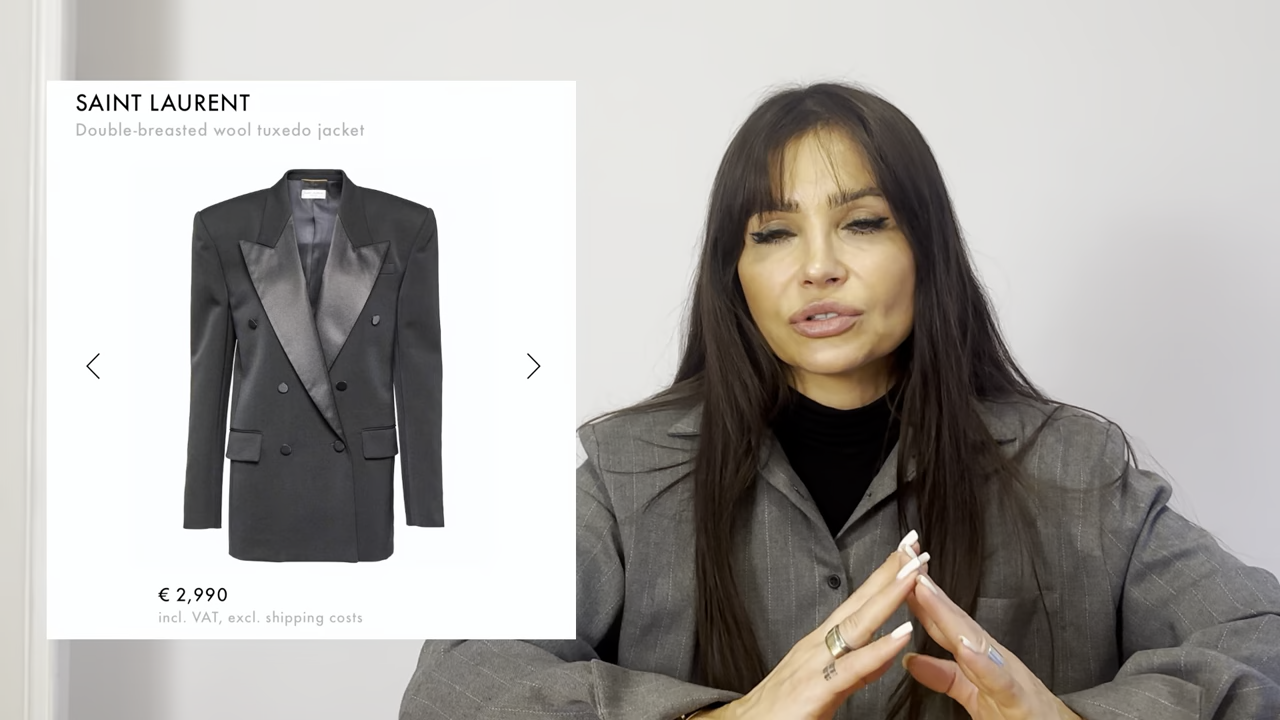 SAINT LAURENT
Double-breasted wool tuxedo jacket
€ 2,990
incl. VAT, excl. shipping costs